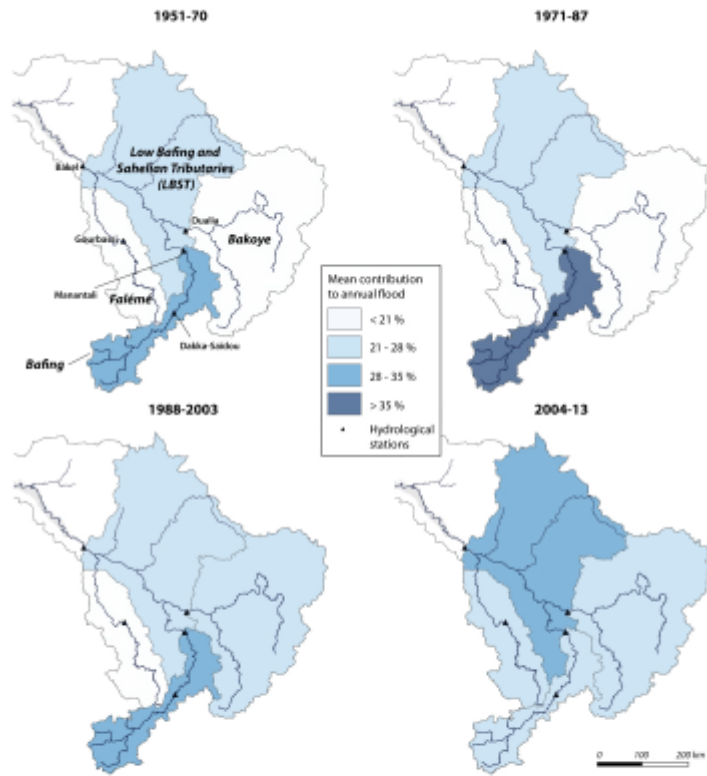 1951-70
1971-87
Low Bafing and
Sahelian Tributaries
(LBST)
Bakel
Oualia
Gourbassi
Bakoye
Manantali
Falémé
Dakka-Saidou
Bafing
Mean contribution
to annual flood
< 21 %
21 - 28 %
28 - 35 %
> 35 %
Hydrological
stations
1988-2003
2004-13
0 100 200 km